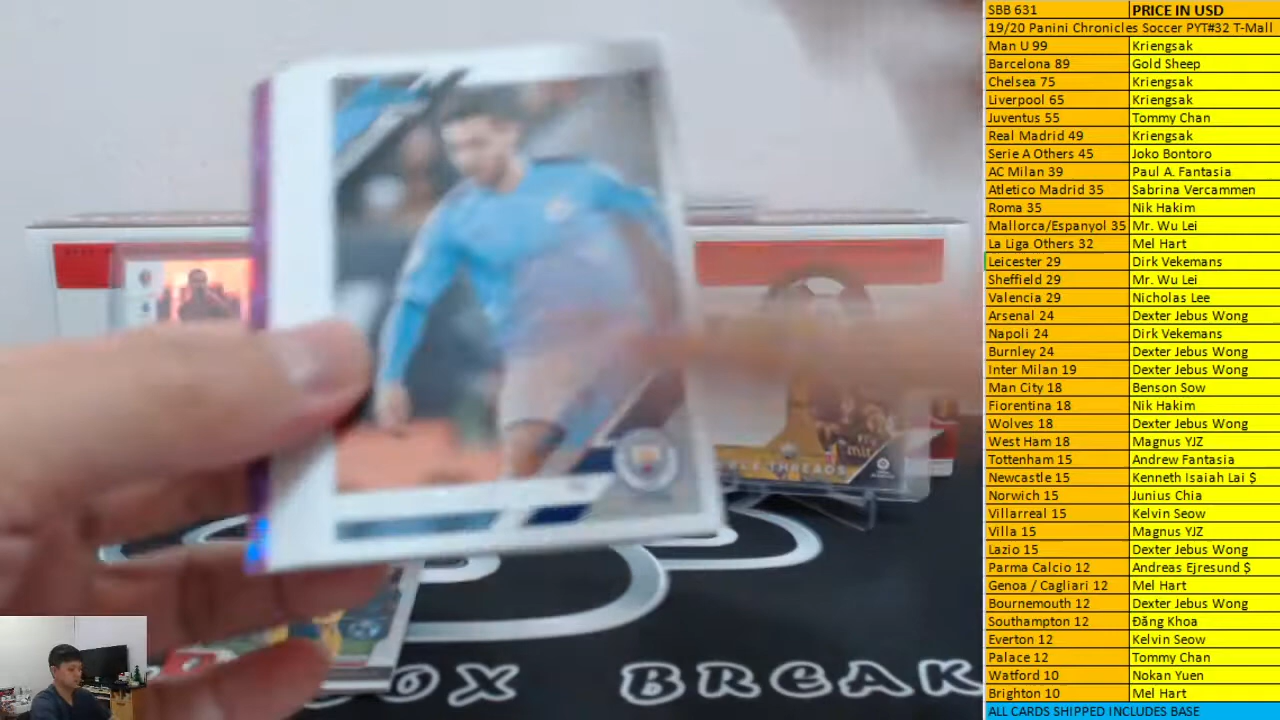 SBB 631 PRICE IN USD
19/20 Panini Chronicles Soccer PYT#32 T-Mall
Man U 99 Kriengsak
Barcelona 89 Gold Sheep
Chelsea 75 Kriengsak
Liverpool 65 Kriengsak
Juventus 55 Tommy Chan
Real Madrid 49 Kriengsak
Serie A Others 45 Joko Bontoro
AC Milan 39 Paul A. Fantasia
Atletico Madrid 35 Sabrina Vercammen
Roma 35 Nik Hakim
Mallorca/Espanyol 35 Mr. Wu Lei
La Liga Others 32 Mel Hart
Leicester 29 Dirk Vekemans
Sheffield 29 Mr. Wu Lei
Valencia 29 Nicholas Lee
Arsenal 24 Dexter Jebus Wong
Napoli 24 Dirk Vekemans
Burnley 24 Dexter Jebus Wong
Inter Milan 19 Dexter Jebus Wong
Man City 18 Benson Sow
Fiorentina 18 Nik Hakim
Wolves 18 Dexter Jebus Wong
West Ham 18 Magnus YJZ
Tottenham 15 Andrew Fantasia
Newcastle 15 Kenneth Isaiah Lai $
Norwich 15 Junius Chia
Villarreal 15 Kelvin Seow
Villa 15 Magnus YJZ
Lazio 15 Dexter Jebus Wong
Parma Calcio 12 Andreas Ejresund $
Genoa / Cagliari 12 Mel Hart
Bournemouth 12 Dexter Jebus Wong
Southampton 12 Đăng Khoa
Everton 12 Kelvin Seow
Palace 12 Tommy Chan
Watford 10 Nokan Yuen
Brighton 10 Mel Hart
ALL CARDS SHIPPED INCLUDES BASE
THREADS
OX BREAK